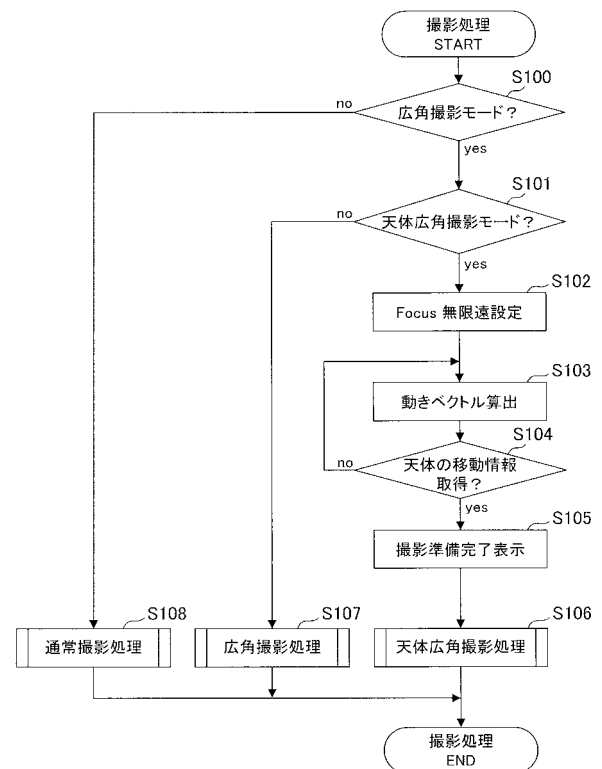 撮影処理
START
S100
広角撮影モード?
no
yes
S101
天体広角撮影モード?
no
yes
S102
Focus 無限遠設定
S103
動きベクトル算出
S104
天体の移動情報
取得?
no
yes
S105
撮影準備完了表示
S108
通常撮影処理
S107
広角撮影処理
S106
天体広角撮影処理
撮影処理
END